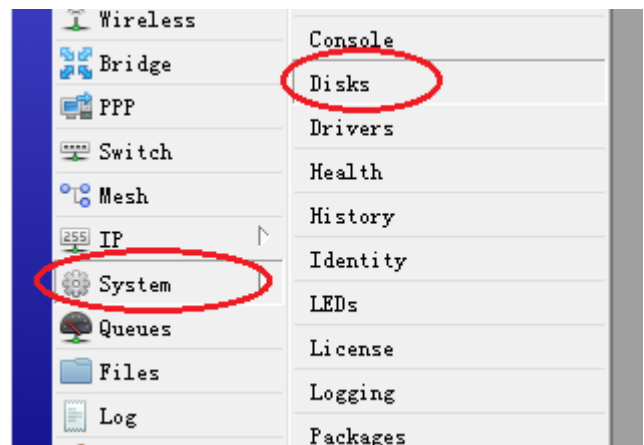 Wireless
Bridge
PPP
Switch
Mesh
255 IP
System
Queues
Files
Log
Console
Disks
Drivers
Health
History
Identity
LEDs
License
Logging
Packages